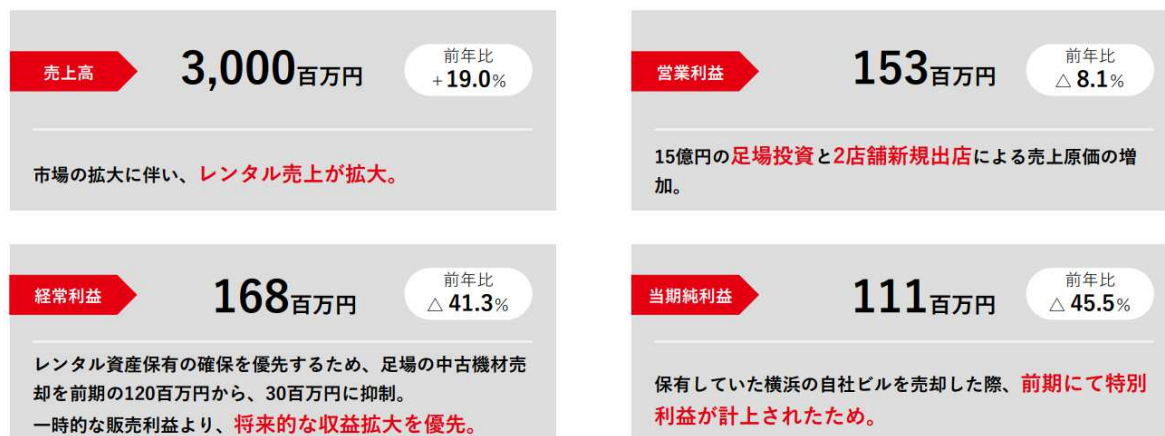 売上高
3,000百万円
前年比
+19.0%
市場の拡大に伴い、レンタル売上が拡大。
営業利益
153百万円
前年比
△ 8.1%
15億円の足場投資と2店舗新規出店による売上原価の増
加。
経常利益
168百万円
前年比
△ 41.3%
レンタル資産保有の確保を優先するため、足場の中古機材売
却を前期の120百万円から、30百万円に抑制。
一時的な販売利益より、将来的な収益拡大を優先。
当期純利益
111百万円
前年比
△ 45.5%
保有していた横浜の自社ビルを売却した際、前期にて特別
利益が計上されたため。